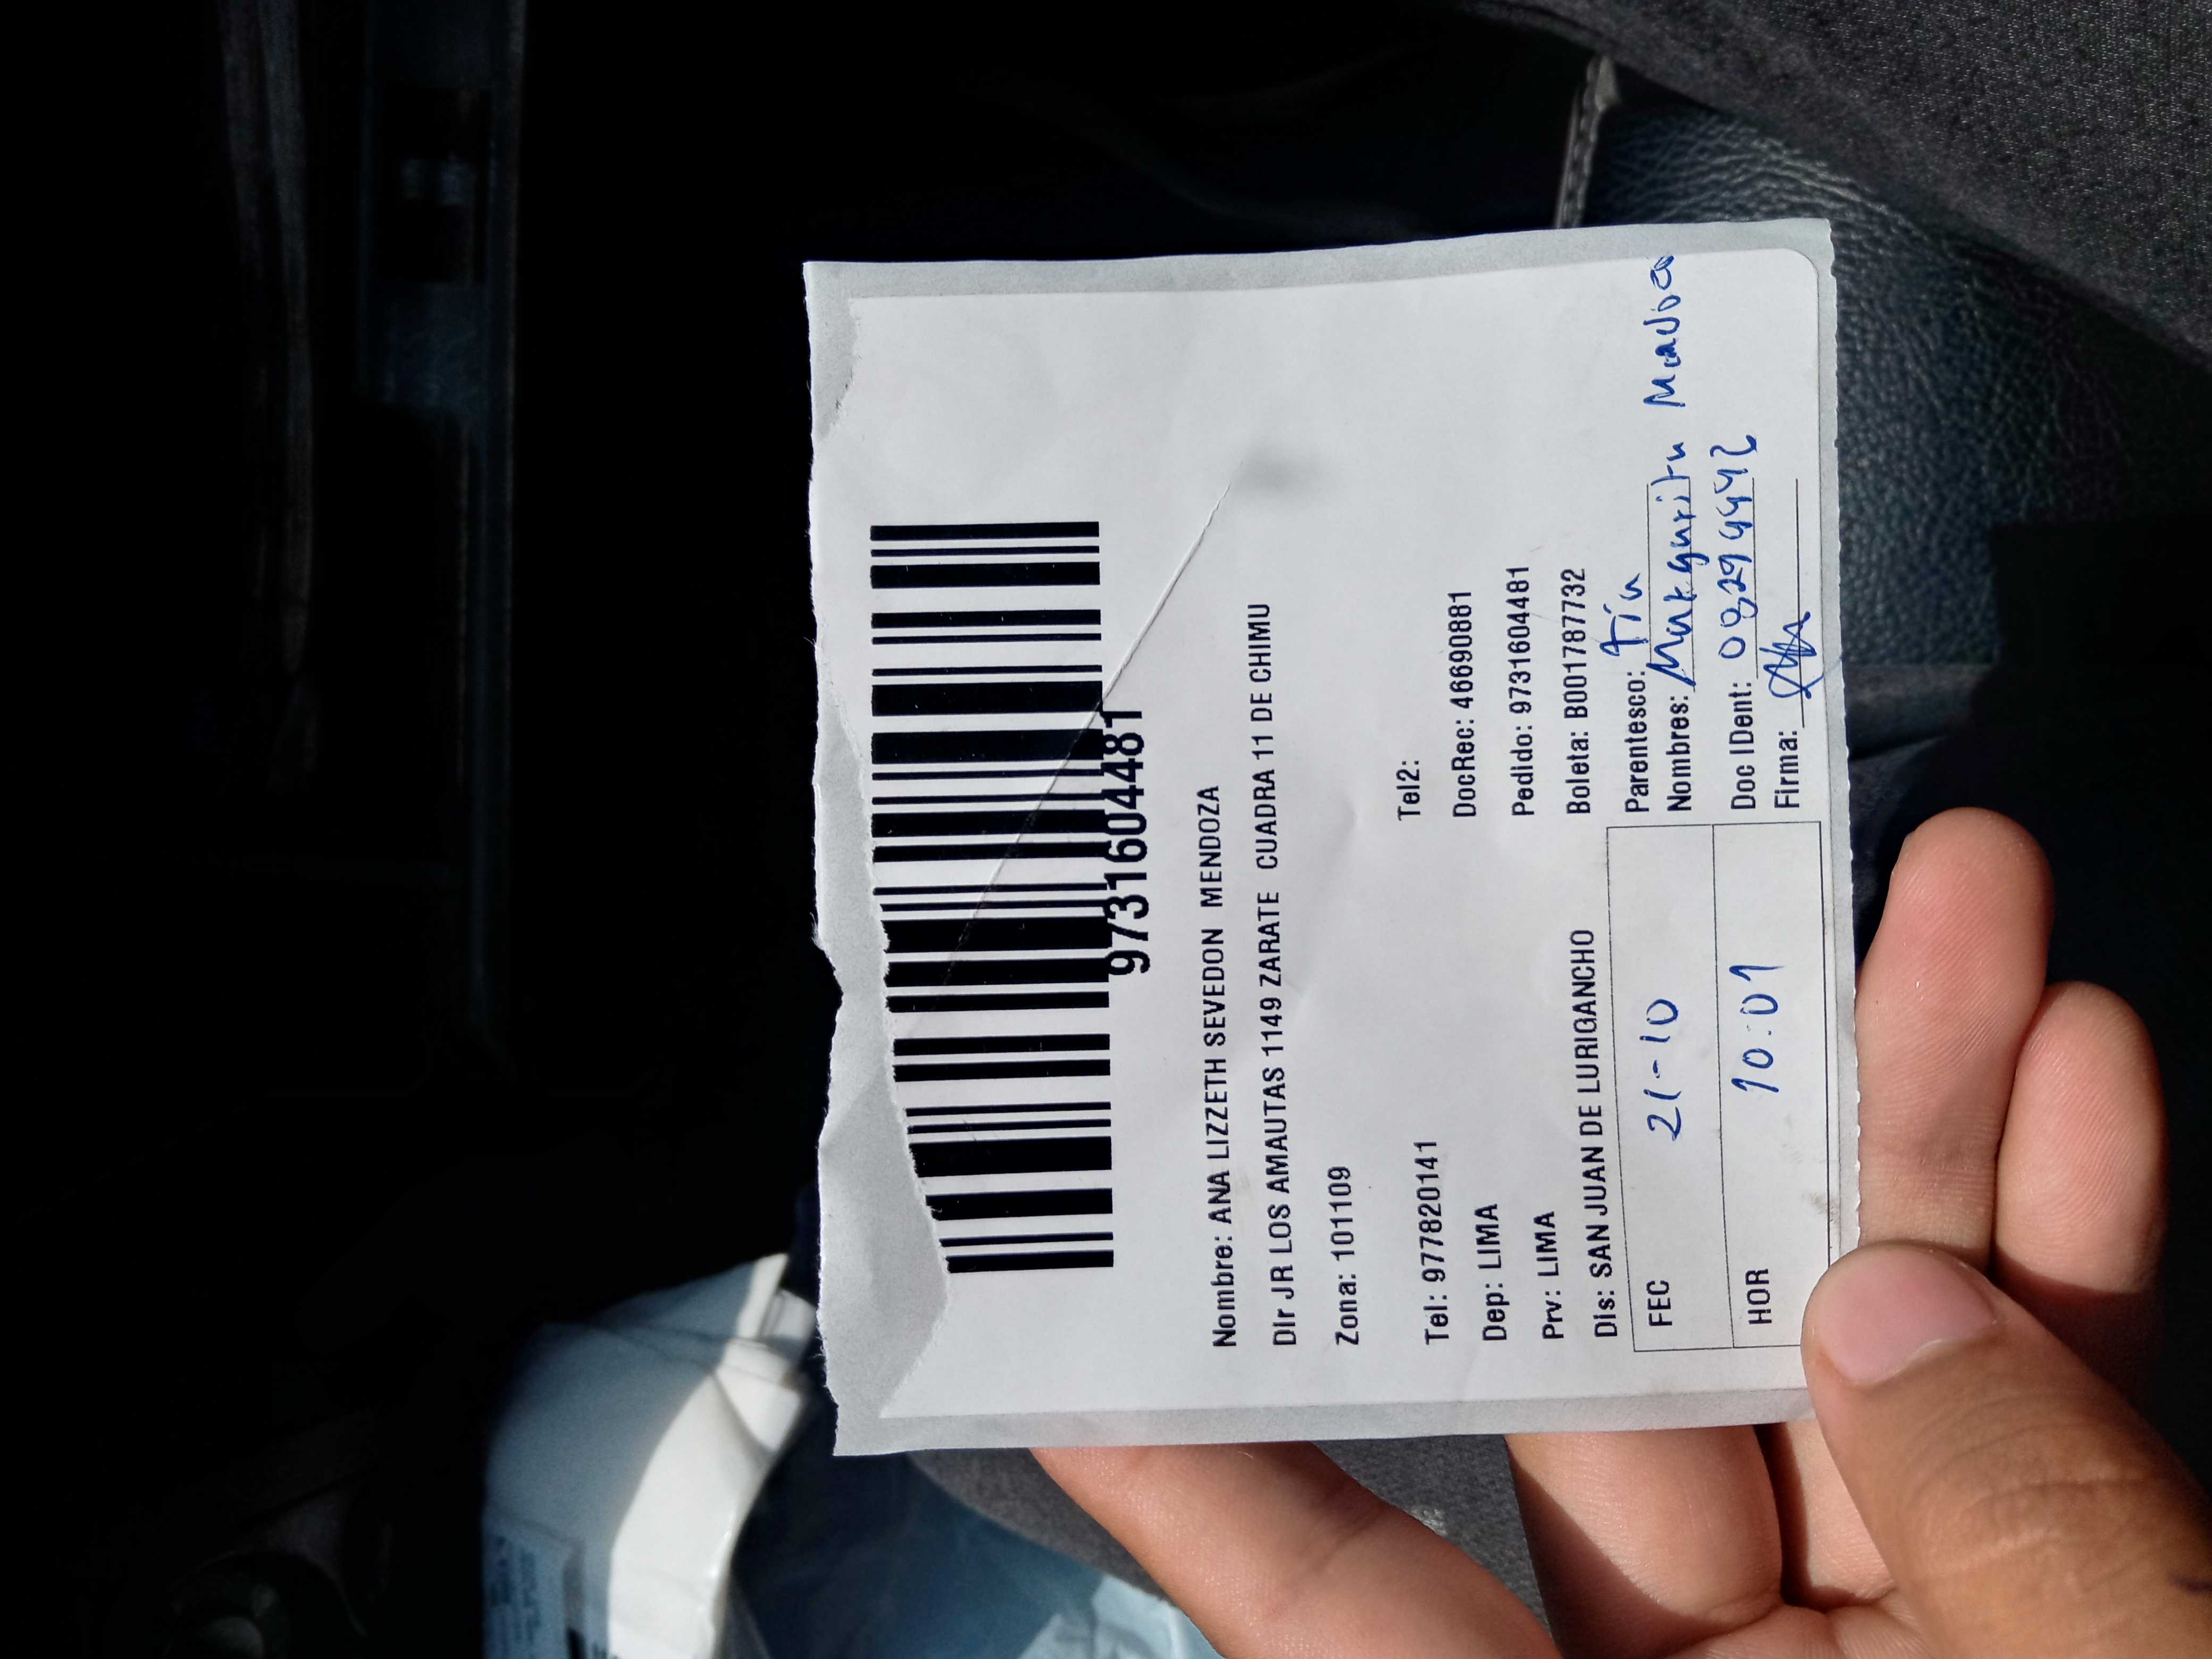 9731604481
Nombre: ANA LIZZETH SEVEDON MENDOZA
DIr JR LOS AMAUTAS 1149 ZARATE CUADRA 11 DE CHIMU
Zona: 101109
Tel: 977820141 Tel2:
Dep: LIMA DocRec: 46690881
Prv: LIMA Pedido: 9731604481
Dis: SAN JUAN DE LURIGANCHO Boleta: B001787732
FEC 21-10 Parentesco: Tía
Nombres: Margarita
HOR 10:01 Doc IDent:
Firma: